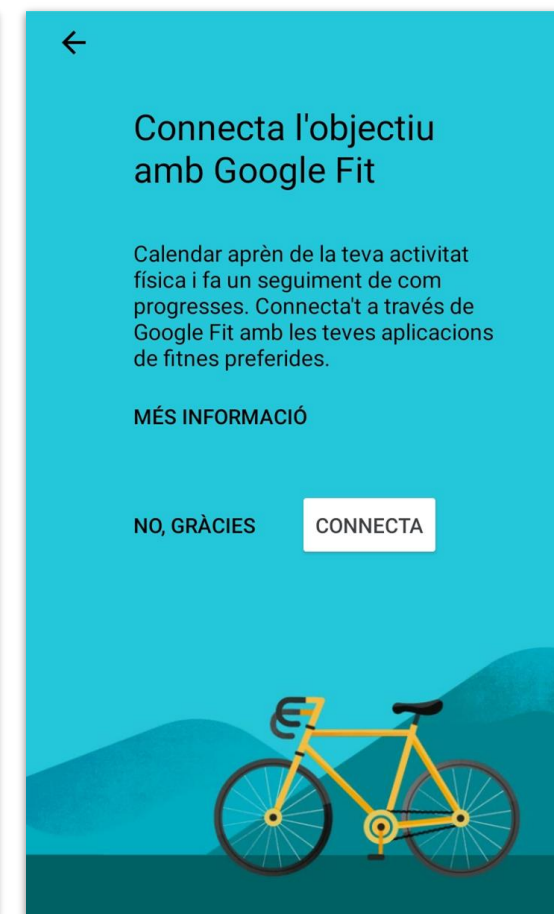 Connecta l'objectiu
amb Google Fit
Calendar aprèn de la teva activitat
física i fa un seguiment de com
progresses. Connecta't a través de
Google Fit amb les teves aplicacions
de fitnes preferides.
MÉS INFORMACIÓ
NO, GRÀCIES
CONNECTA